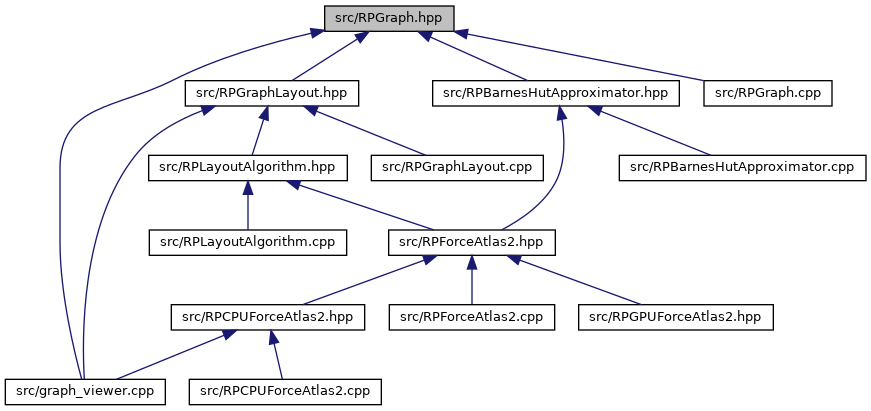 src/RPGraph.hpp
src/RPGraphLayout.hpp
src/RPBarnesHutApproximator.hpp
src/RPGraph.cpp
src/RPLayoutAlgorithm.hpp
src/RPGraphLayout.cpp
src/RPBarnesHutApproximator.cpp
src/RPLayoutAlgorithm.cpp
src/RPForceAtlas2.hpp
src/RPCPUForceAtlas2.hpp
src/RPForceAtlas2.cpp
src/RPGPUForceAtlas2.hpp
src/graph_viewer.cpp
src/RPCPUForceAtlas2.cpp